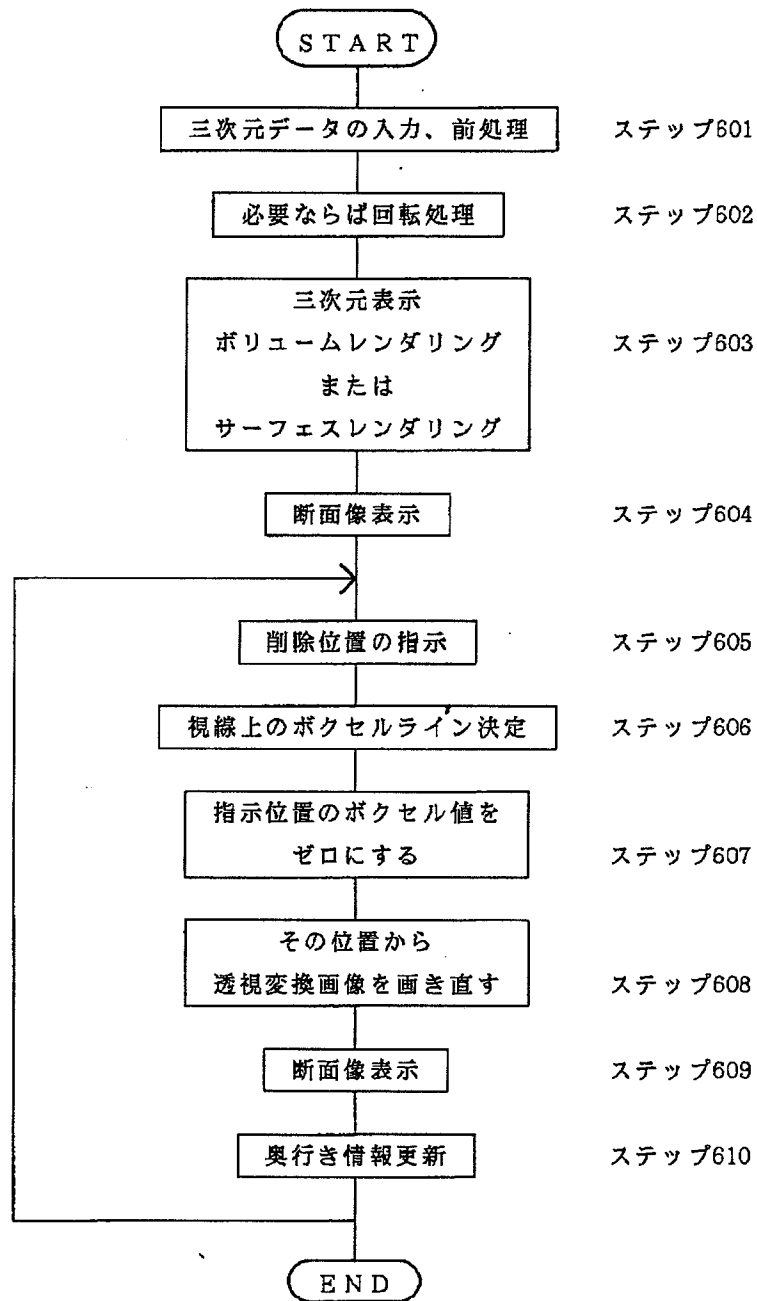 START
三次元データの入力、前処理 ステップ601
必要ならば回転処理 ステップ602
三次元表示
ボリュームレンダリング ステップ603
または
サーフェスレンダリング
断面像表示 ステップ604
削除位置の指示 ステップ605
視線上のボクセルライン決定 ステップ606
指示位置のボクセル値を
ゼロにする ステップ607
その位置から
透視変換画像を画き直す ステップ608
断面像表示 ステップ609
奥行き情報更新 ステップ610
END